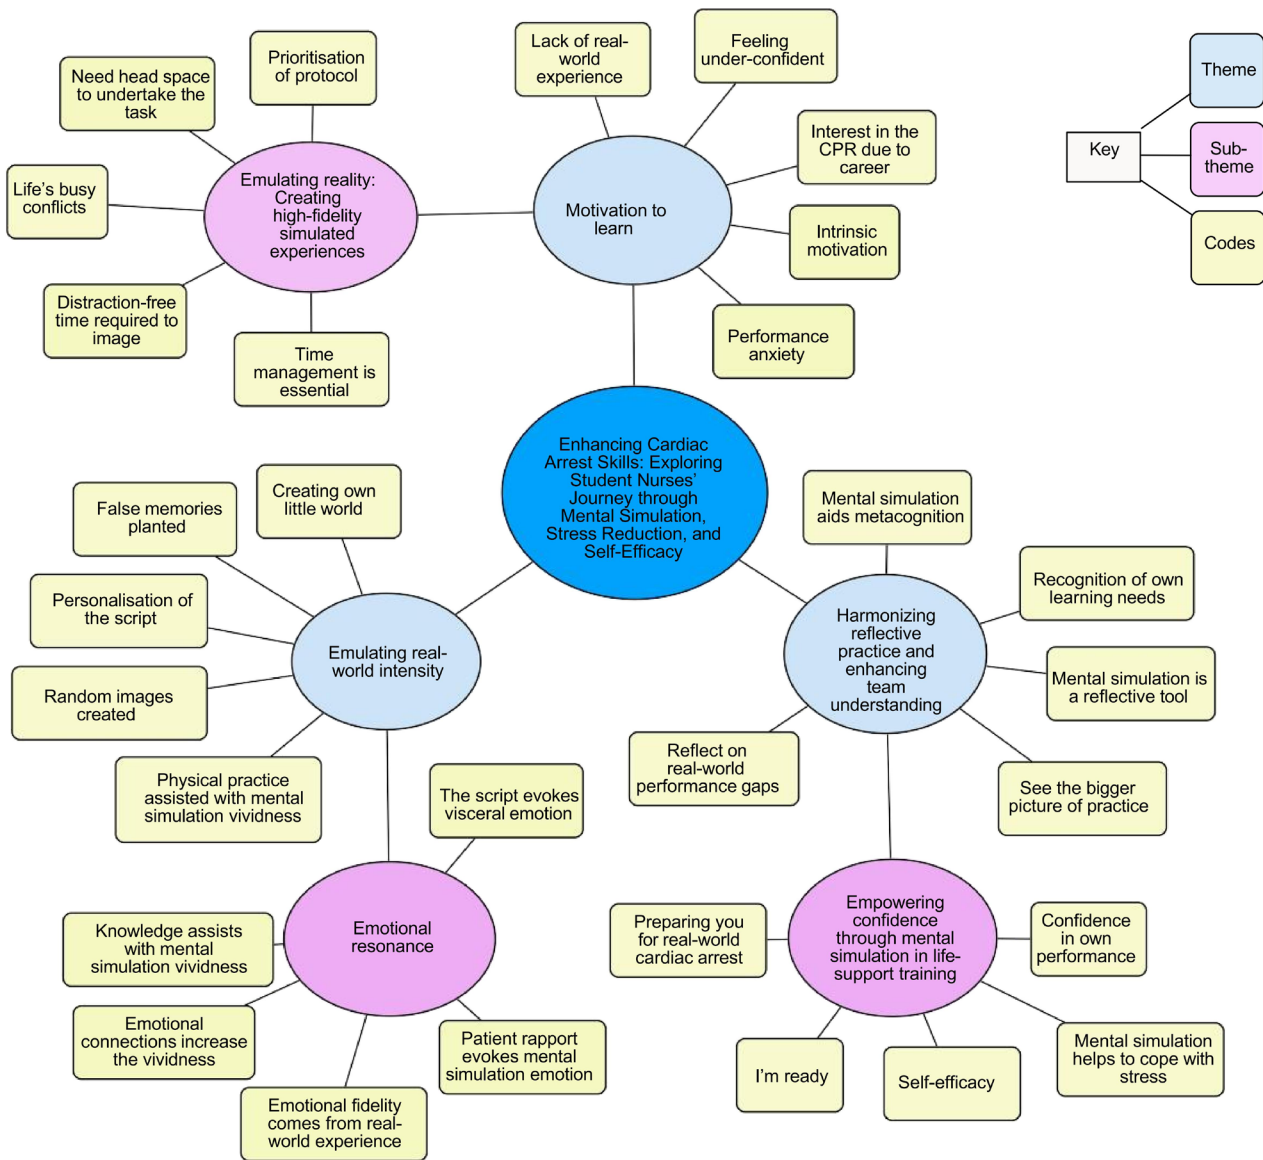 Prioritisation
of protocol
Need head space
to undertake the
task
Life's busy
conflicts
Distraction-free
time required to
image
Time
management is
essential
Emulating reality:
Creating
high-fidelity
simulated
experiences
Lack of real-
world
experience
Feeling
under-confident
Interest in the
CPR due to
career
Intrinsic
motivation
Performance
anxiety
Motivation to
learn
Key
Theme
Sub-
theme
Codes
Enhancing Cardiac
Arrest Skills: Exploring
Student Nurses'
Journey through
Mental Simulation,
Stress Reduction, and
Self-Efficacy
False memories
planted
Creating own
little world
Personalisation of
the script
Random images
created
Physical practice
assisted with mental
simulation vividness
Emulating real-
world intensity
Mental simulation
aids metacognition
Recognition of own
learning needs
Mental simulation is
a reflective tool
See the bigger
picture of practice
Reflect on
real-world
performance gaps
Harmonizing
reflective
practice and
enhancing
team
understanding
The script evokes
visceral emotion
Knowledge assists
with mental
simulation vividness
Emotional
connections increase
the vividness
Emotional fidelity
comes from real-
world experience
Patient rapport
evokes mental
simulation emotion
Emotional
resonance
Preparing you
for real-world
cardiac arrest
Empowering
confidence
through mental
simulation in life-
support training
Confidence
in own
performance
I'm ready
Self-efficacy
Mental simulation
helps to cope with
stress